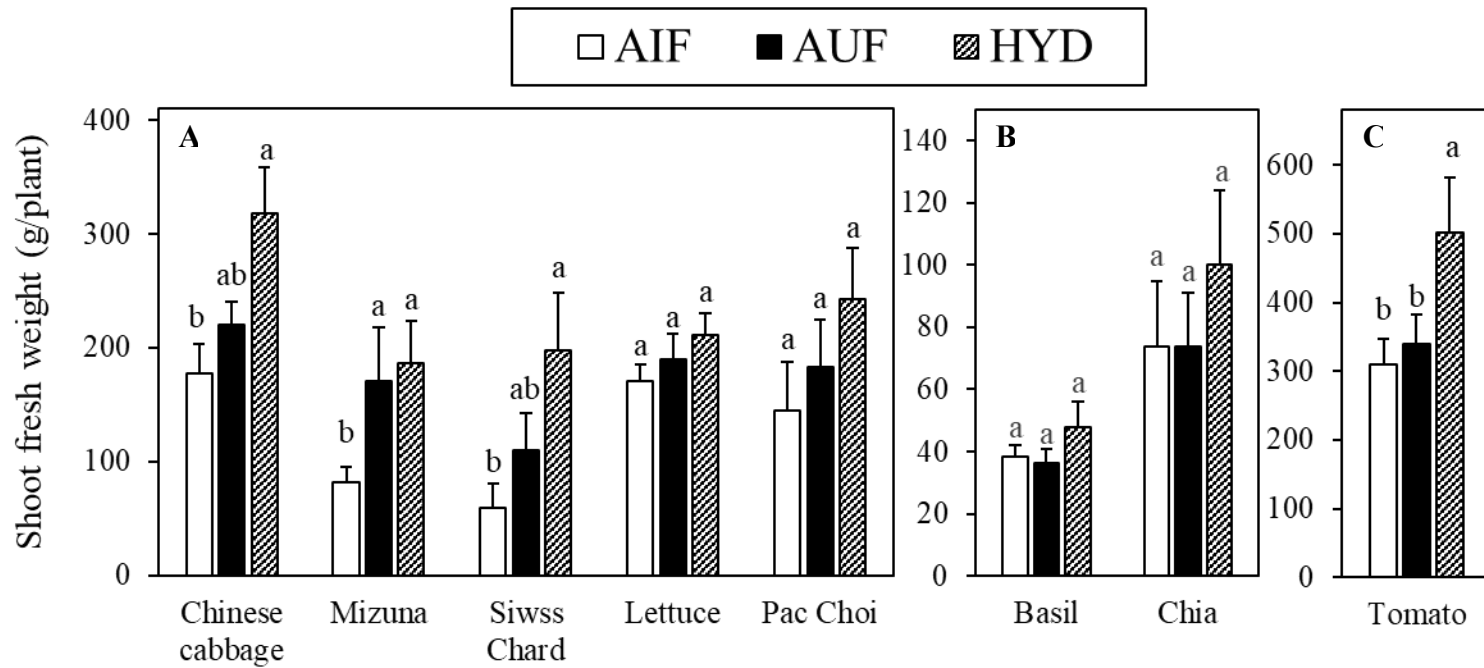 AIF AUF HYD
Shoot fresh weight (g/plant)
A
400
300
200
100
0
b ab a
b a a
b ab a
a a a
a a a
Chinese
cabbage
Mizuna
Siwss
Chard
Lettuce
Pac Choi
B
140
120
100
80
60
40
20
0
a a a
a a a
Basil
Chia
C
600
500
400
300
200
100
0
b b a
Tomato